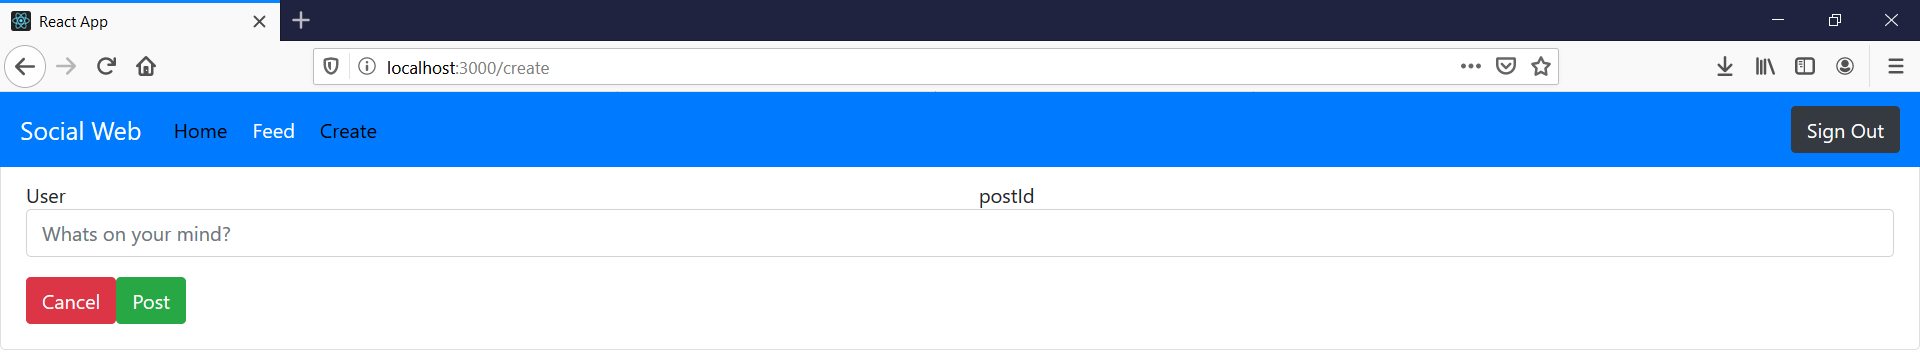 React App
localhost:3000/create
Social Web Home Feed Create Sign Out
User postId
Whats on your mind?
Cancel Post